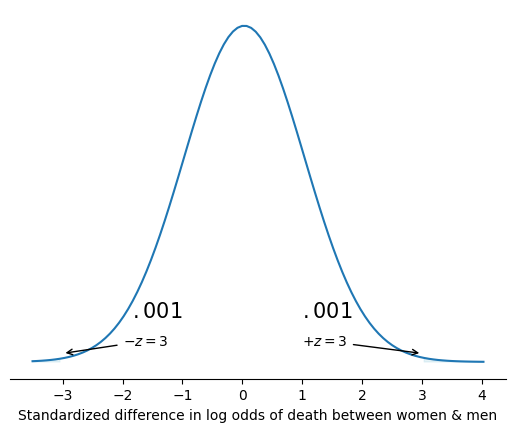 .001 .001
−z = 3 +z = 3
−3 −2 −1 0 1 2 3 4
Standardized difference in log odds of death between women & men